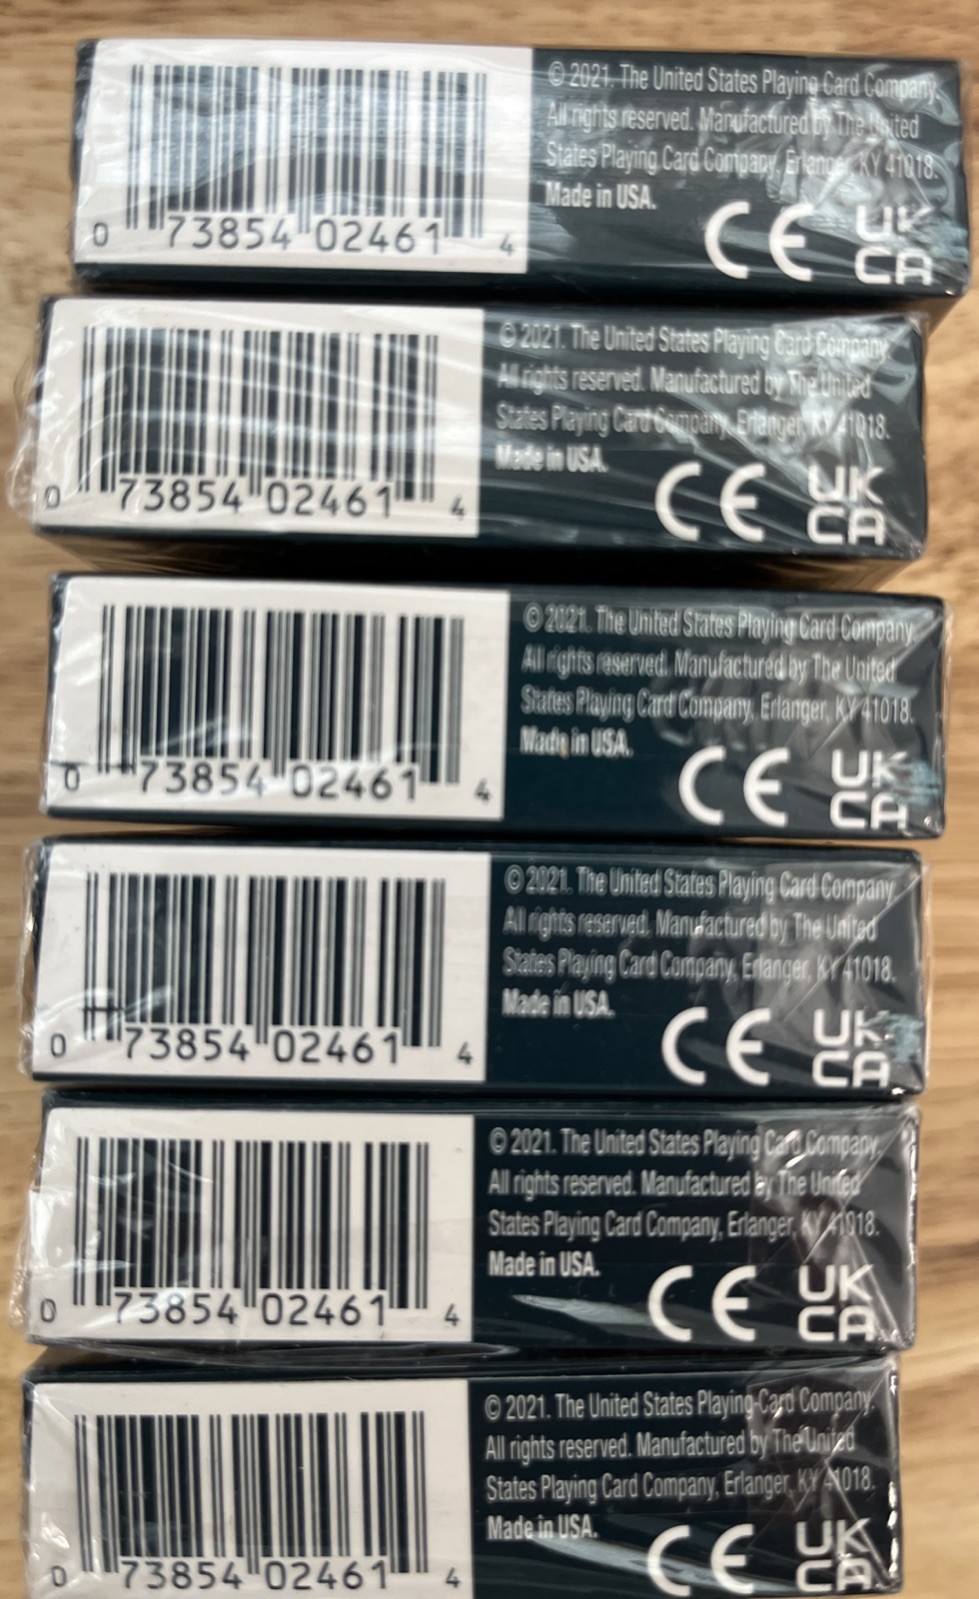 © 2021. The United States Playing Card Company.
All rights reserved. Manufactured by The United
States Playing Card Company, Erlanger, KY 41018.
Made in USA.
CE UK
CA
0 73854 02461 4
© 2021. The United States Playing Card Company.
All rights reserved. Manufactured by The United
States Playing Card Company, Erlanger, KY 41018.
Made in USA.
CE UK
CA
0 73854 02461 4
© 2021. The United States Playing Card Company.
All rights reserved. Manufactured by The United
States Playing Card Company, Erlanger, KY 41018.
Made in USA.
CE UK
CA
0 73854 02461 4
© 2021. The United States Playing Card Company.
All rights reserved. Manufactured by The United
States Playing Card Company, Erlanger, KY 41018.
Made in USA.
CE UK
CA
0 73854 02461 4
© 2021. The United States Playing Card Company.
All rights reserved. Manufactured by The United
States Playing Card Company, Erlanger, KY 41018.
Made in USA.
CE UK
CA
0 73854 02461 4
© 2021. The United States Playing Card Company.
All rights reserved. Manufactured by The United
States Playing Card Company, Erlanger, KY 41018.
Made in USA.
CE UK
CA
0 73854 02461 4